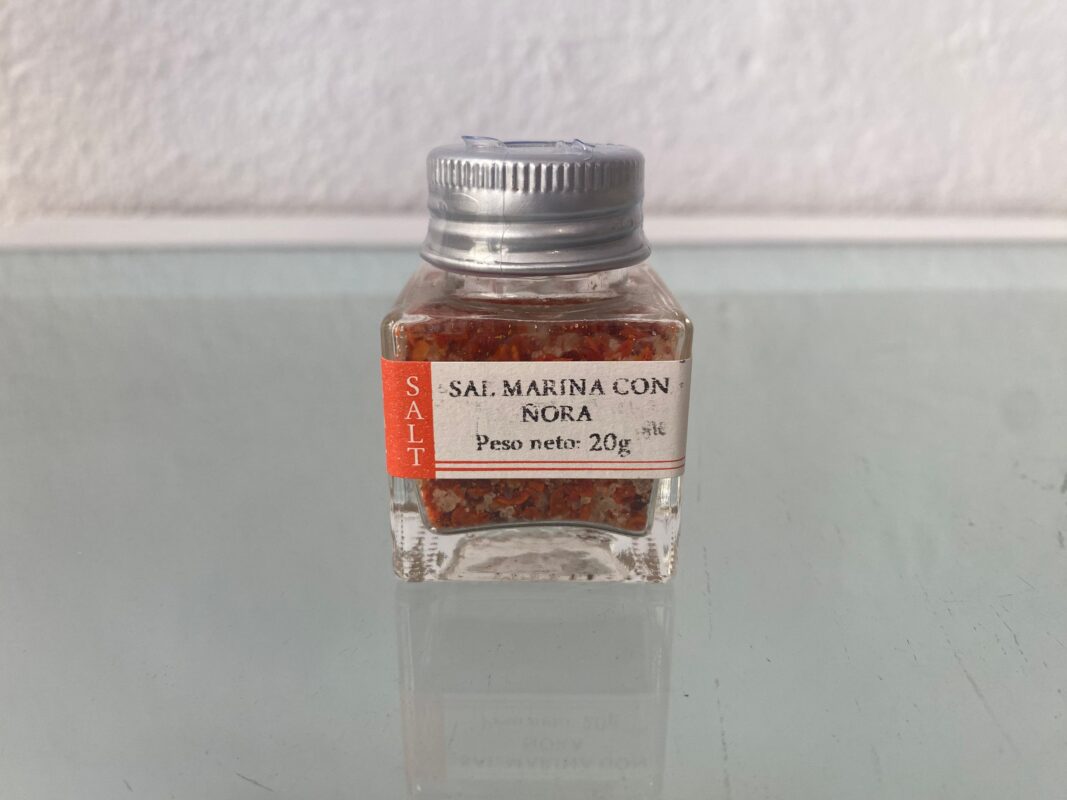 SALT
SAL MARINA CON
ÑORA
Peso neto: 20g